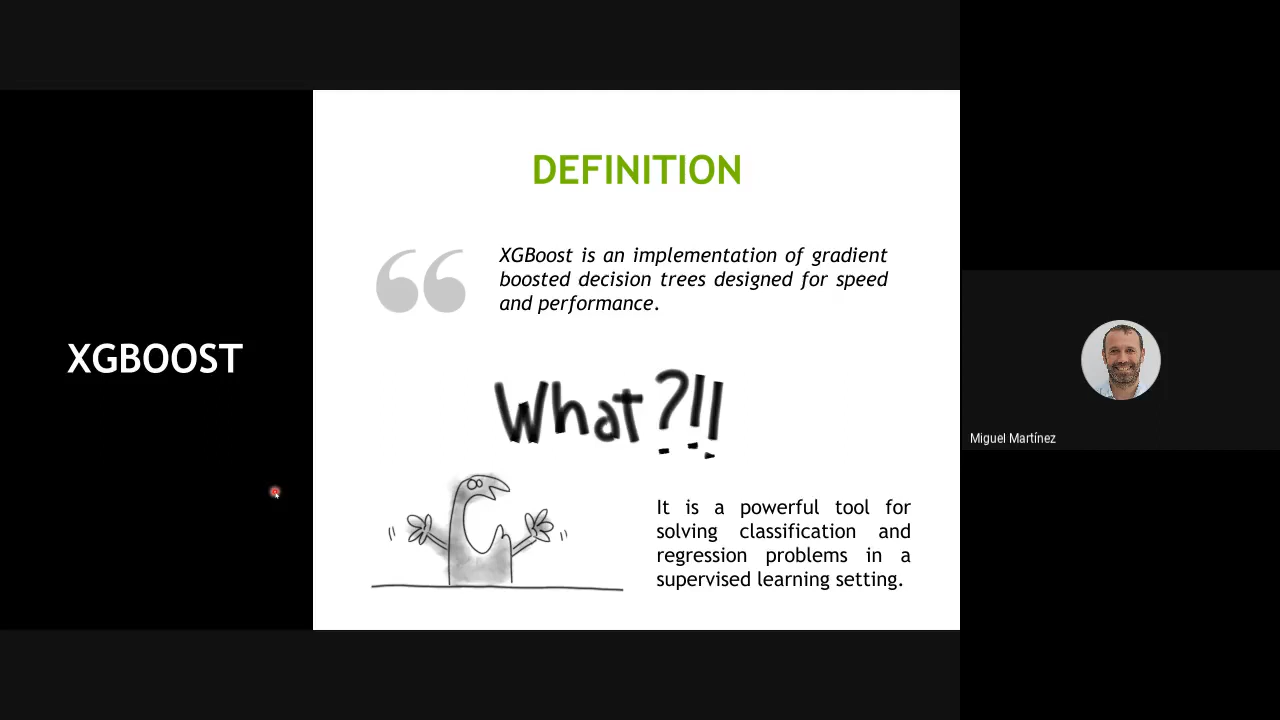 XGBOOST
DEFINITION
XGBoost is an implementation of gradient
boosted decision trees designed for speed
and performance.
What?!!
It is a powerful tool for
solving classification and
regression problems in a
supervised learning setting.
Miguel Martínez